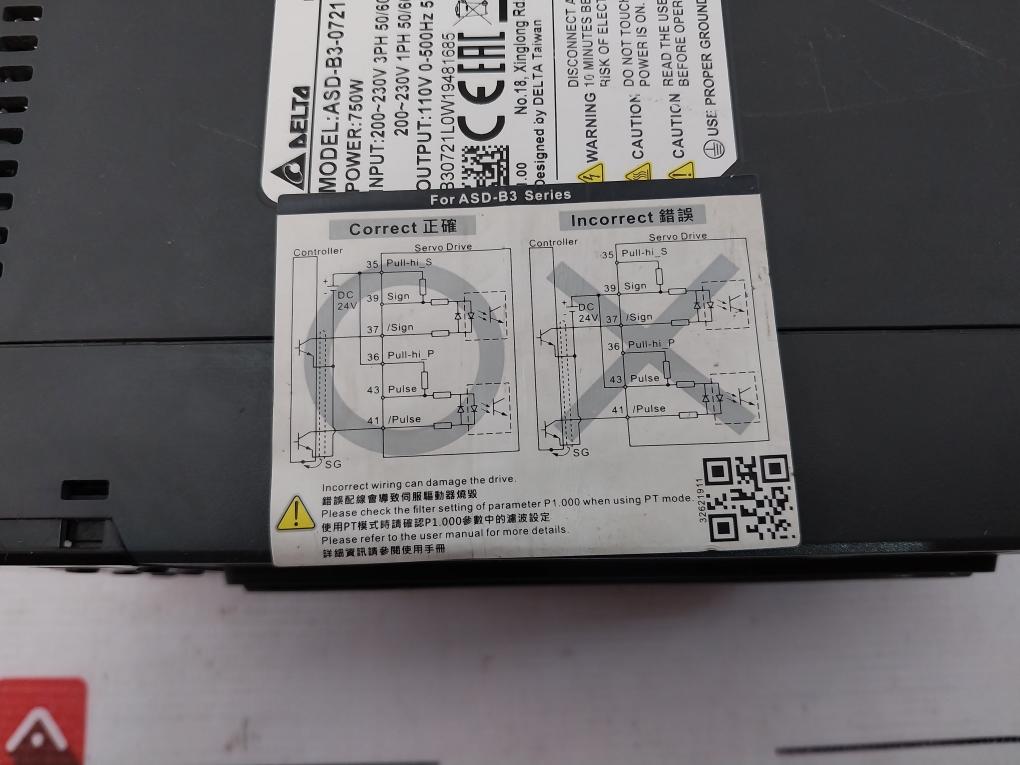 DELTA
MODEL:ASD-B3-0721
POWER:750W
INPUT:200~230V 3PH 50/60
200~230V 1PH 50/60
OUTPUT:110V 0-500Hz 5
B30721L0W19481685
CE EAC
No.18, Xinglong Rd.
Designed by DELTA Taiwan
WARNING
DISCONNECT A
10 MINUTES BE
RISK OF ELECT
CAUTION
DO NOT TOUCH
POWER IS ON.
CAUTION
READ THE USE
BEFORE OPER
USE PROPER GROUND
For ASD-B3 Series
Correct 正確
Controller
Servo Drive
35 Pull-hi_S
DC
24V
39 Sign
37 /Sign
36 Pull-hi_P
43 Pulse
41 /Pulse
SG
Incorrect 錯誤
Controller
Servo Drive
35 Pull-hi_S
39 Sign
DC
24V
37 /Sign
36 Pull-hi_P
43 Pulse
41 /Pulse
SG
Incorrect wiring can damage the drive.
錯誤配線會導致伺服驅動器燒毀
Please check the filter setting of parameter P1.000 when using PT mode.
使用PT模式時請確認P1.000參數中的濾波設定
Please refer to the user manual for more details.
詳細資訊請參閱使用手冊
32621911